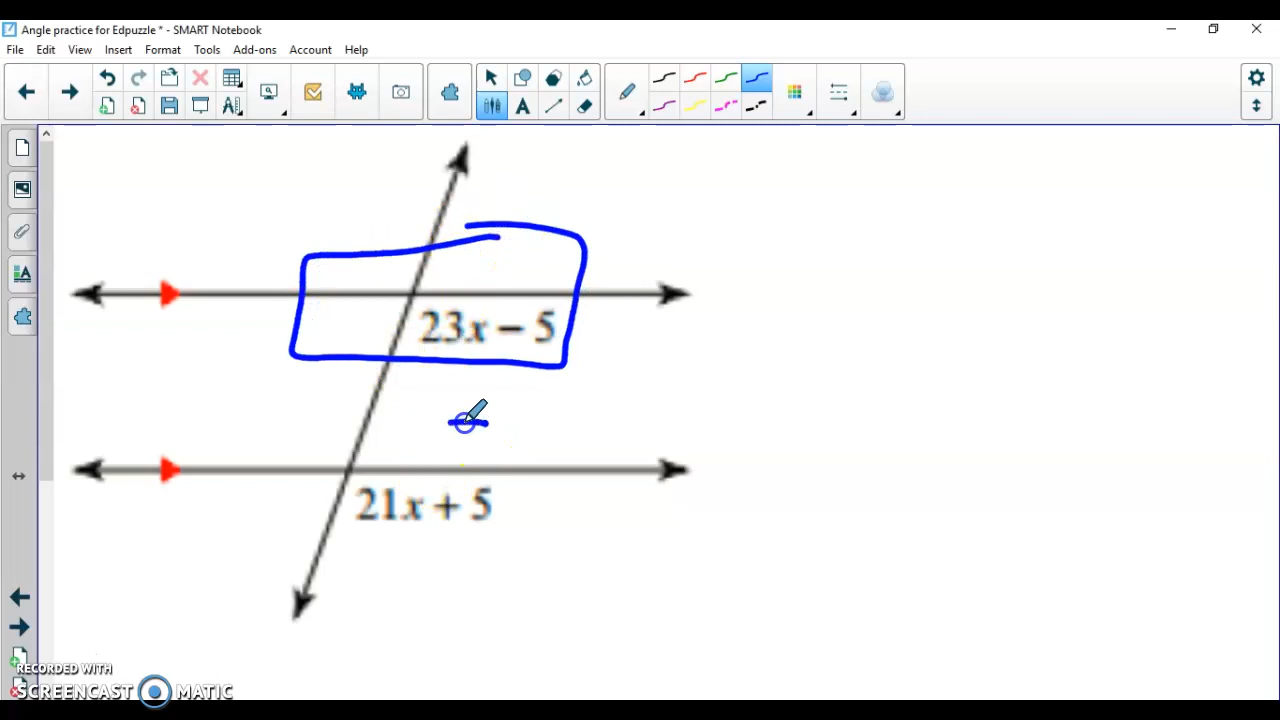 Angle practice for Edpuzzle * - SMART Notebook
File Edit View Insert Format Tools Add-ons Account Help
23x − 5
21x + 5
RECORDED WITH
SCREENCAST MATIC